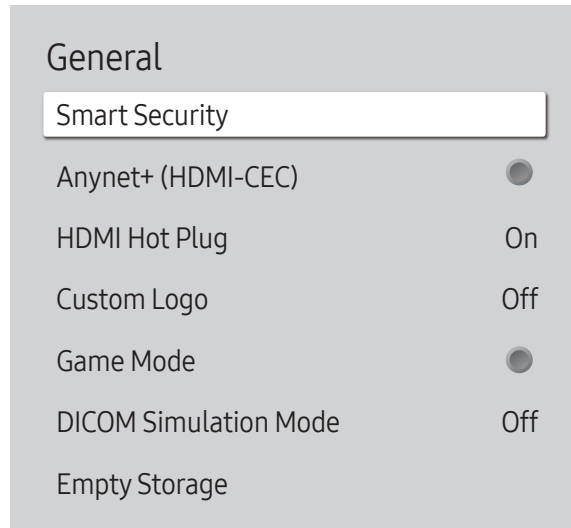 General
Smart Security
Anynet+ (HDMI-CEC)
HDMI Hot Plug On
Custom Logo Off
Game Mode
DICOM Simulation Mode Off
Empty Storage